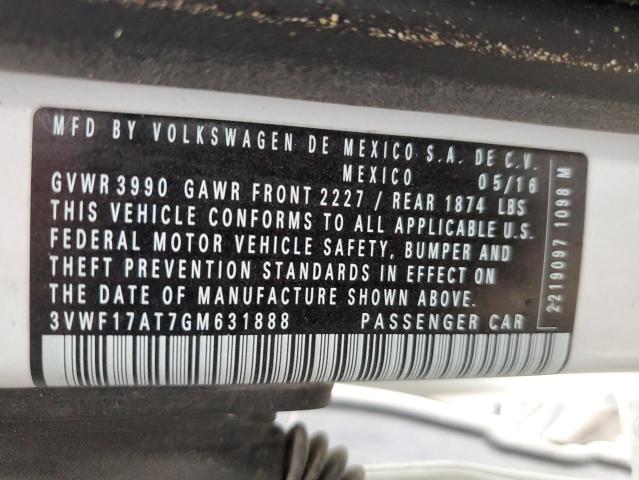 MFD BY VOLKSWAGEN DE MEXICO S.A. DE C.V.
MEXICO 05/16
GVWR 3990 GAWR FRONT 2227 / REAR 1874 LBS
THIS VEHICLE CONFORMS TO ALL APPLICABLE U.S.
FEDERAL MOTOR VEHICLE SAFETY, BUMPER AND
THEFT PREVENTION STANDARDS IN EFFECT ON
THE DATE OF MANUFACTURE SHOWN ABOVE.
3VWF17AT7GM631888 PASSENGER CAR
2-219097 1098 M